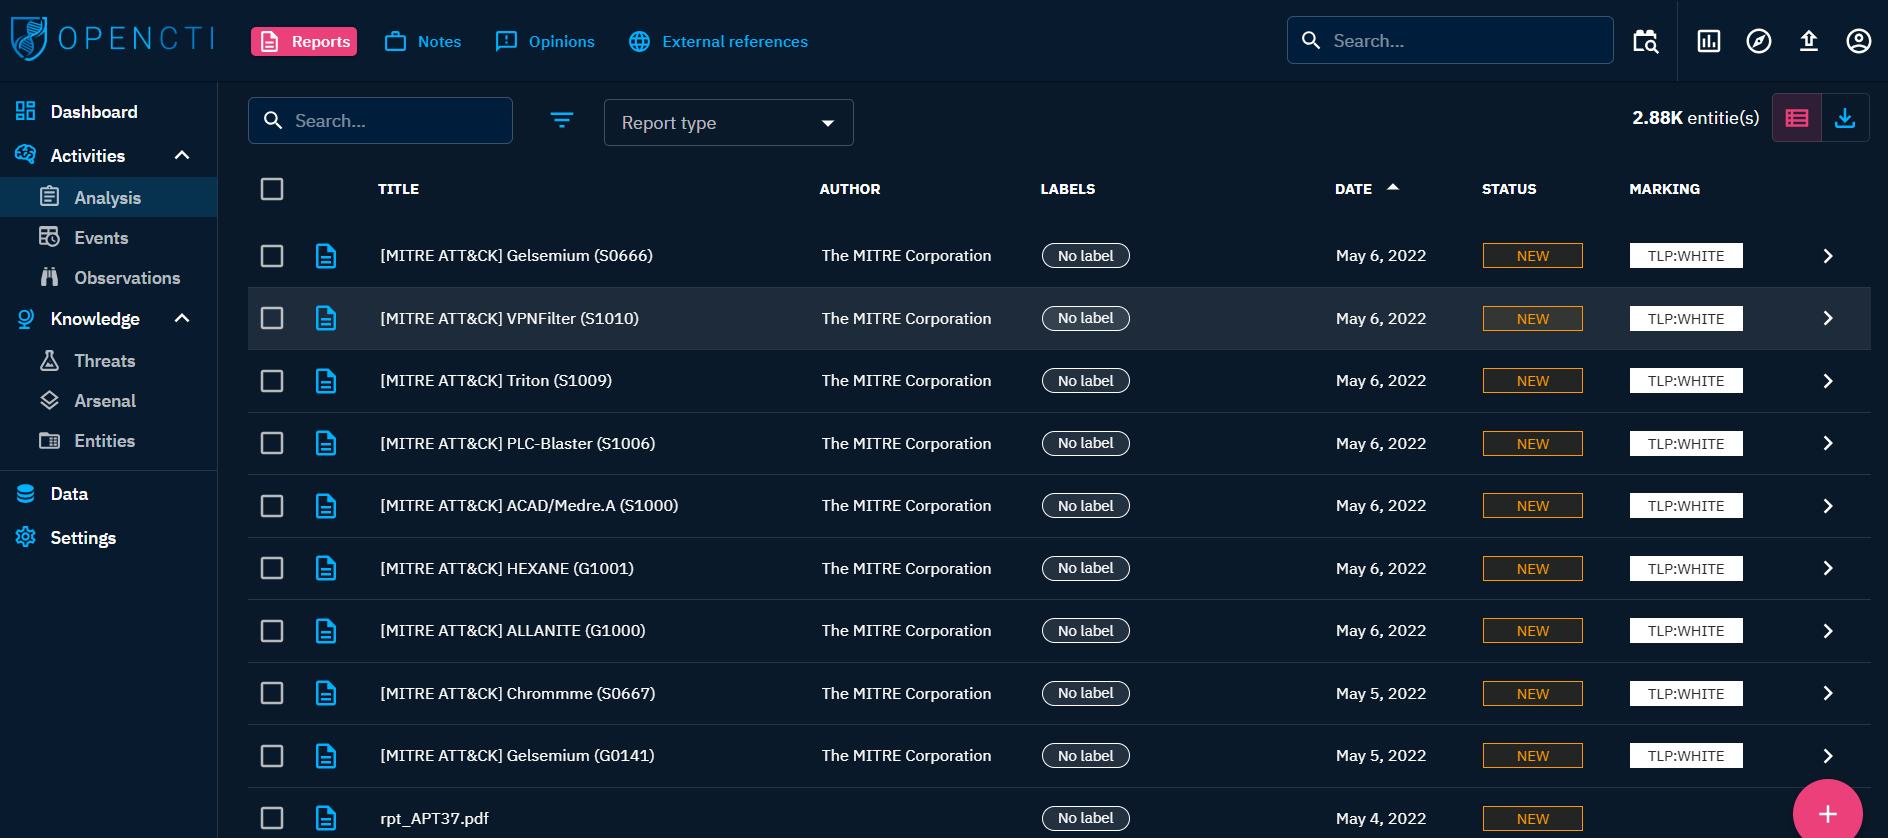 OPENCTI Reports Notes Opinions External references Search...
Dashboard
Activities
Analysis
Events
Observations
Knowledge
Threats
Arsenal
Entities
Data
Settings
Search... Report type 2.88K entitie(s)
TITLE AUTHOR LABELS DATE STATUS MARKING
[MITRE ATT&CK] Gelsemium (S0666) The MITRE Corporation No label May 6, 2022 NEW TLP:WHITE
[MITRE ATT&CK] VPNFilter (S1010) The MITRE Corporation No label May 6, 2022 NEW TLP:WHITE
[MITRE ATT&CK] Triton (S1009) The MITRE Corporation No label May 6, 2022 NEW TLP:WHITE
[MITRE ATT&CK] PLC-Blaster (S1006) The MITRE Corporation No label May 6, 2022 NEW TLP:WHITE
[MITRE ATT&CK] ACAD/Medre.A (S1000) The MITRE Corporation No label May 6, 2022 NEW TLP:WHITE
[MITRE ATT&CK] HEXANE (G1001) The MITRE Corporation No label May 6, 2022 NEW TLP:WHITE
[MITRE ATT&CK] ALLANITE (G1000) The MITRE Corporation No label May 6, 2022 NEW TLP:WHITE
[MITRE ATT&CK] Chrommme (S0667) The MITRE Corporation No label May 5, 2022 NEW TLP:WHITE
[MITRE ATT&CK] Gelsemium (G0141) The MITRE Corporation No label May 5, 2022 NEW TLP:WHITE
rpt_APT37.pdf No label May 4, 2022 NEW